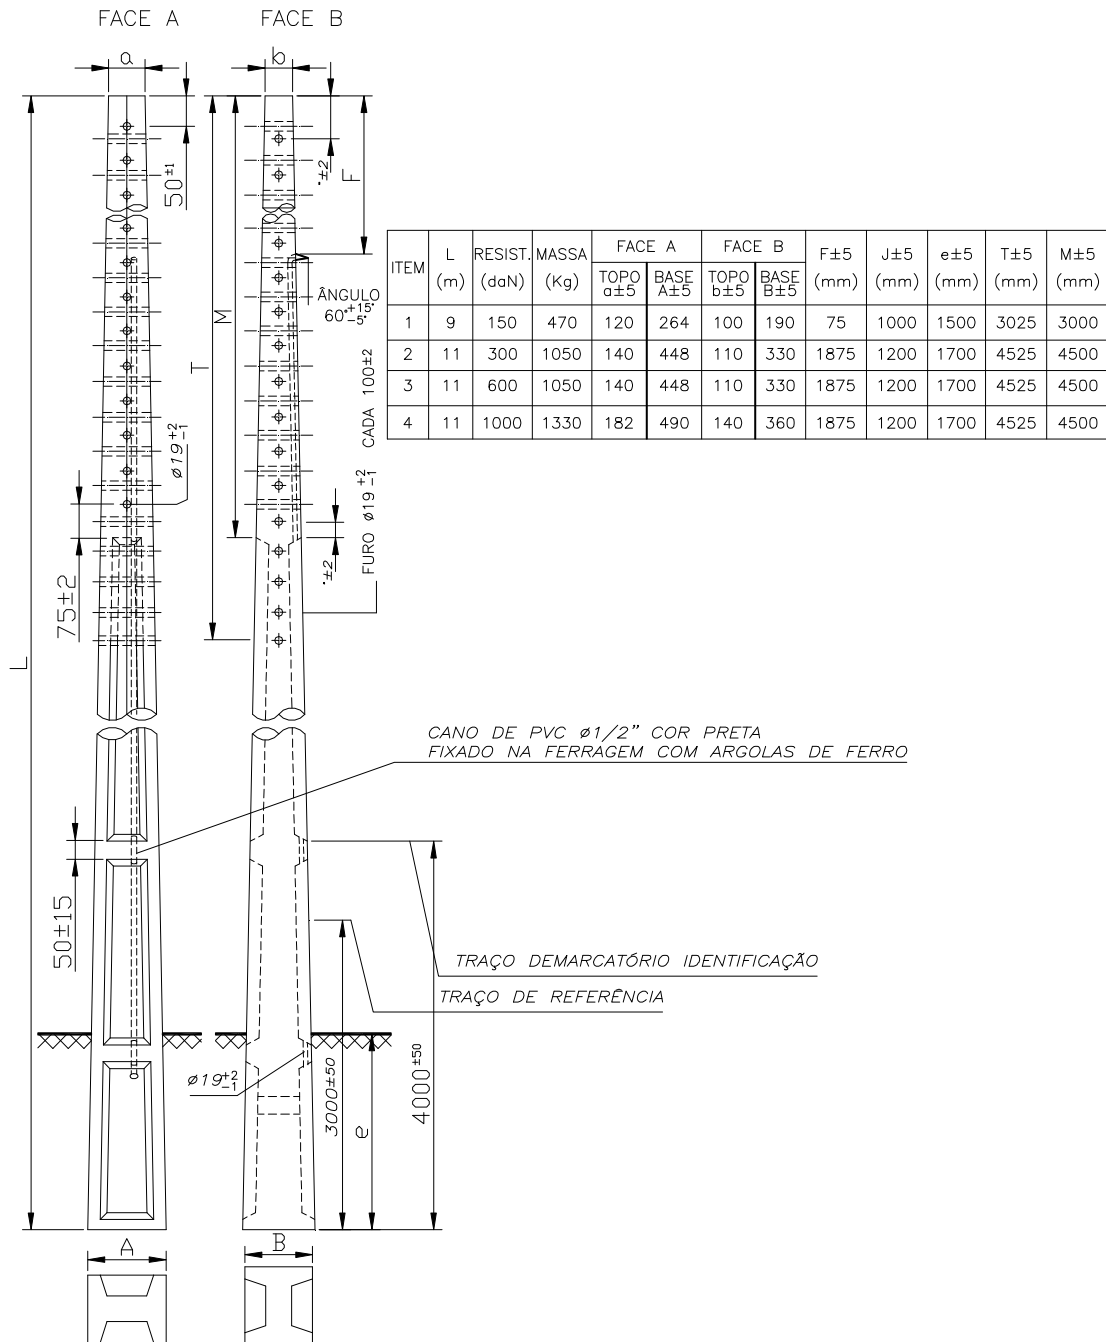 FACE A FACE B
a b
50±1
'±2
F
ÂNGULO
60°+15°-5°
M
T
CADA 100±2
FURO ø19+2-1
ø19+2-1
75±2
'±2
L
ITEM L (m) RESIST. (daN) MASSA (Kg) FACE A FACE B F±5 (mm) J±5 (mm) e±5 (mm) T±5 (mm) M±5 (mm)
TOPO a±5 BASE A±5 TOPO b±5 BASE B±5
1 9 150 470 120 264 100 190 75 1000 1500 3025 3000
2 11 300 1050 140 448 110 330 1875 1200 1700 4525 4500
3 11 600 1050 140 448 110 330 1875 1200 1700 4525 4500
4 11 1000 1330 182 490 140 360 1875 1200 1700 4525 4500
CANO DE PVC ø1/2" COR PRETA
FIXADO NA FERRAGEM COM ARGOLAS DE FERRO
50±15
TRAÇO DEMARCATÓRIO IDENTIFICAÇÃO
TRAÇO DE REFERÊNCIA
ø19+2-1
3000±50
e
4000±50
A B